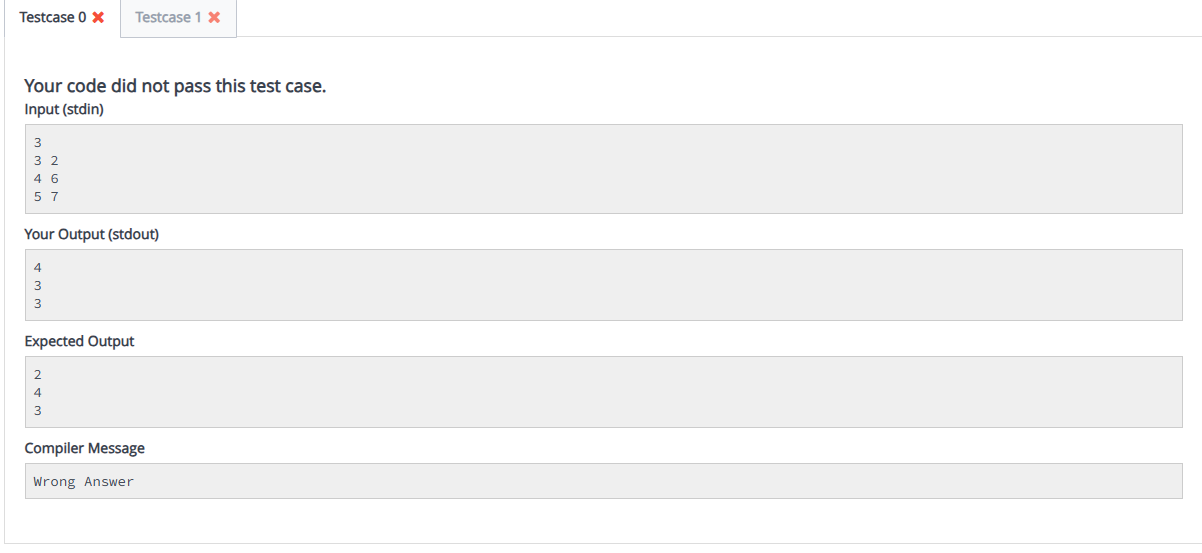 Testcase 0 ✖ Testcase 1 ✖
Your code did not pass this test case.
Input (stdin)
3
3 2
4 6
5 7
Your Output (stdout)
4
3
3
Expected Output
2
4
3
Compiler Message
Wrong Answer